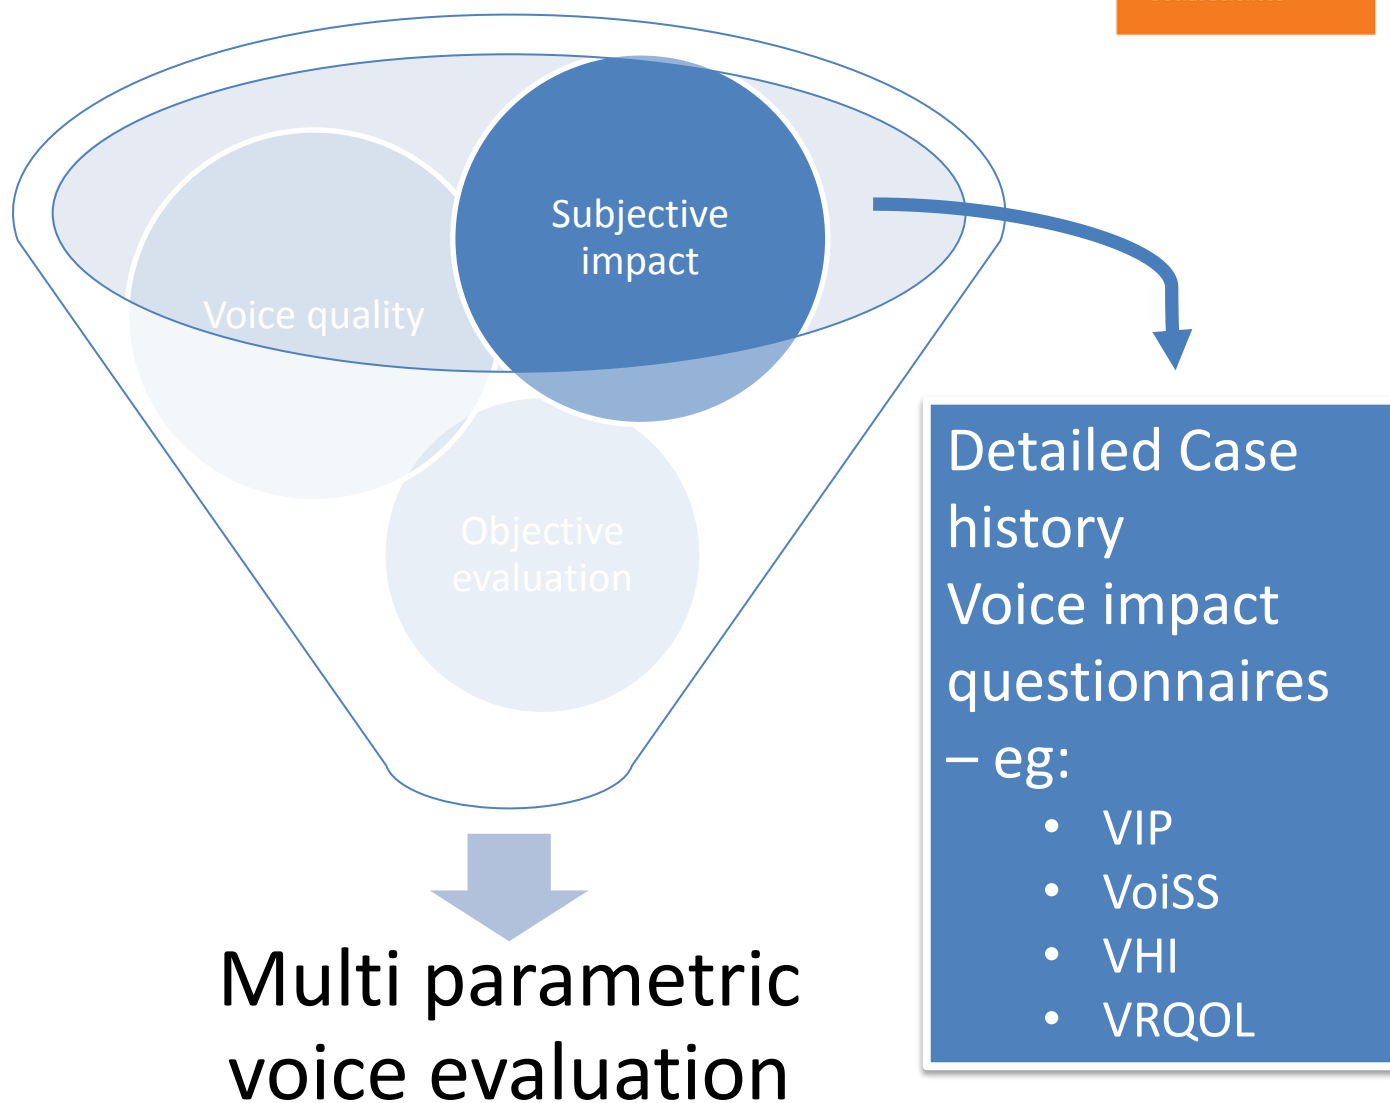 Subjective
impact
Voice quality
Objective
evaluation
Detailed Case
history
Voice impact
questionnaires
– eg:
• VIP
• VoiSS
• VHI
• VRQOL
Multi parametric
voice evaluation